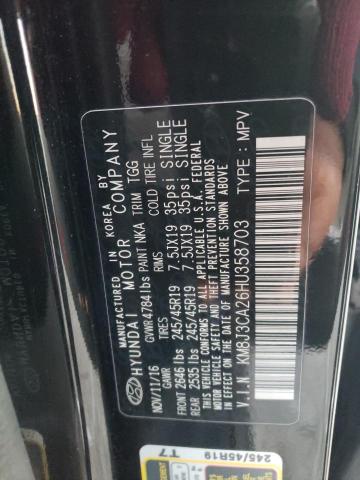 MANUFACTURED IN KOREA BY
HYUNDAI MOTOR COMPANY
NOV/11/16 GVWR 4784 lbs PAINT NKA TRIM TGG
GAWR TIRES RIMS COLD TIRE INFL
FRONT 2646 lbs 245/45R19 7.5JX19 35psi SINGLE
REAR 2535 lbs 245/45R19 7.5JX19 35psi SINGLE
THIS VEHICLE CONFORMS TO ALL APPLICABLE U.S.A. FEDERAL
MOTOR VEHICLE SAFETY, BUMPER, AND THEFT PREVENTION STANDARDS
IN EFFECT ON THE DATE OF MANUFACTURE SHOWN ABOVE.
V.I.N : KM8J3CA26HU358703 TYPE : MPV
245/45R19
T7